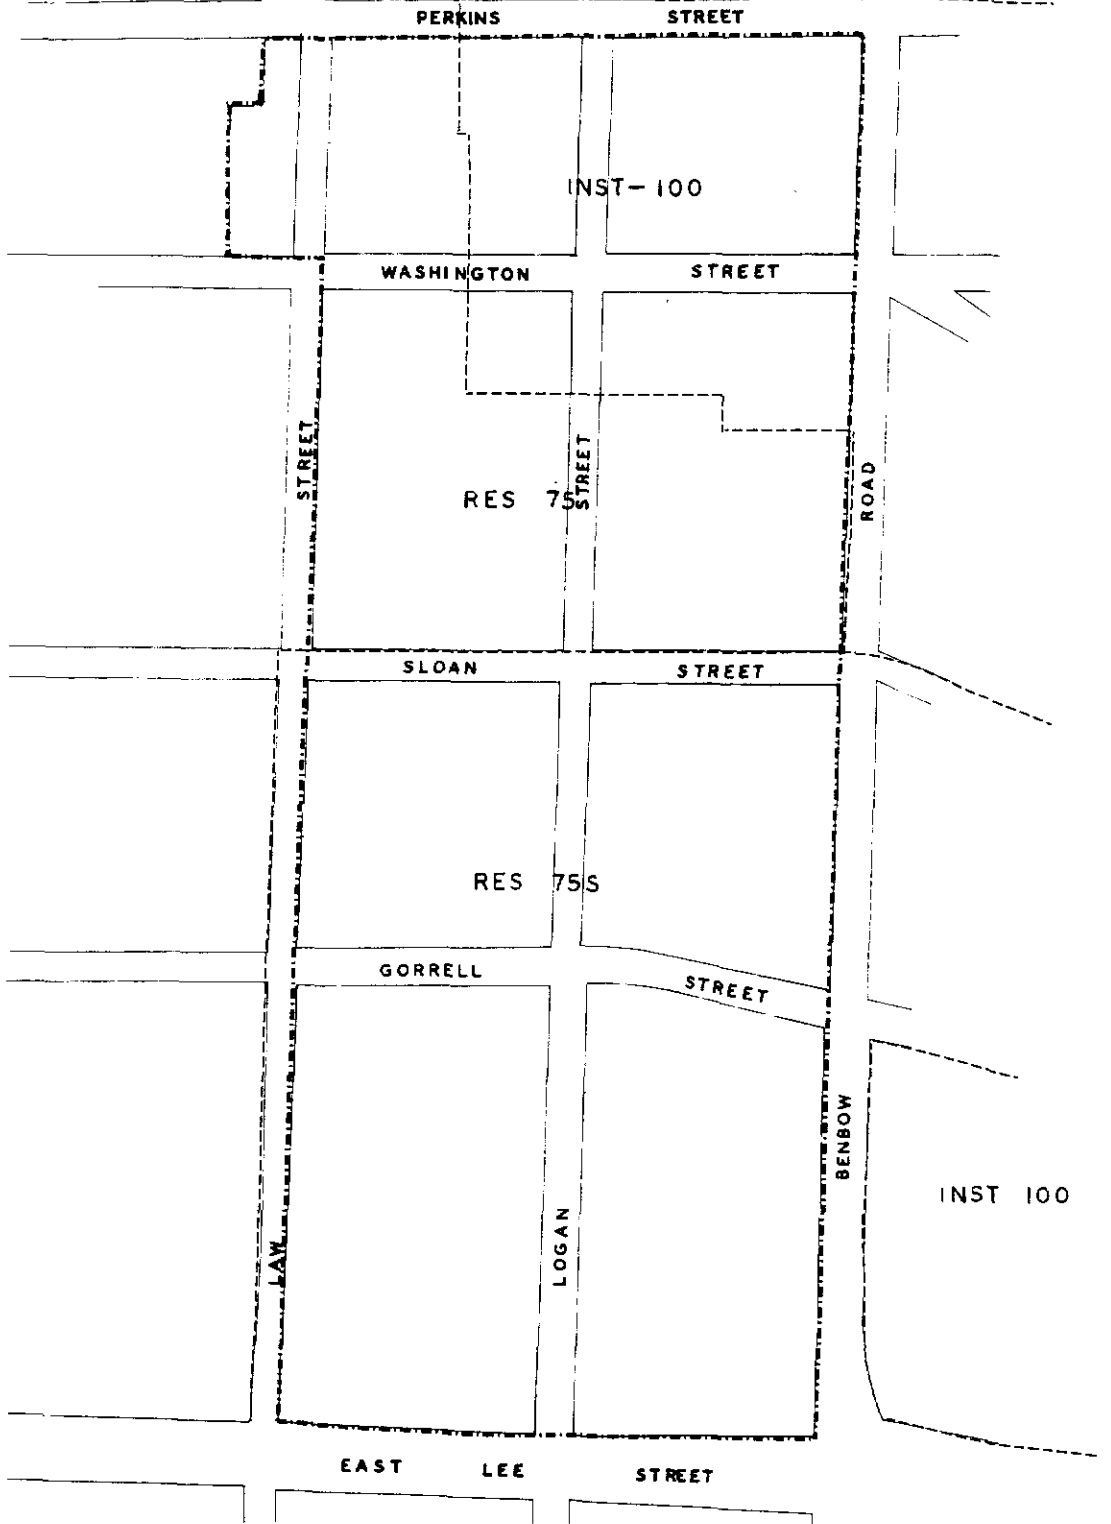 PERKINS STREET
INST-100
WASHINGTON STREET
STREET
STREET
ROAD
RES 75
SLOAN STREET
RES 75S
GORRELL STREET
BENBOW
INST 100
LAW
LOGAN
EAST LEE STREET